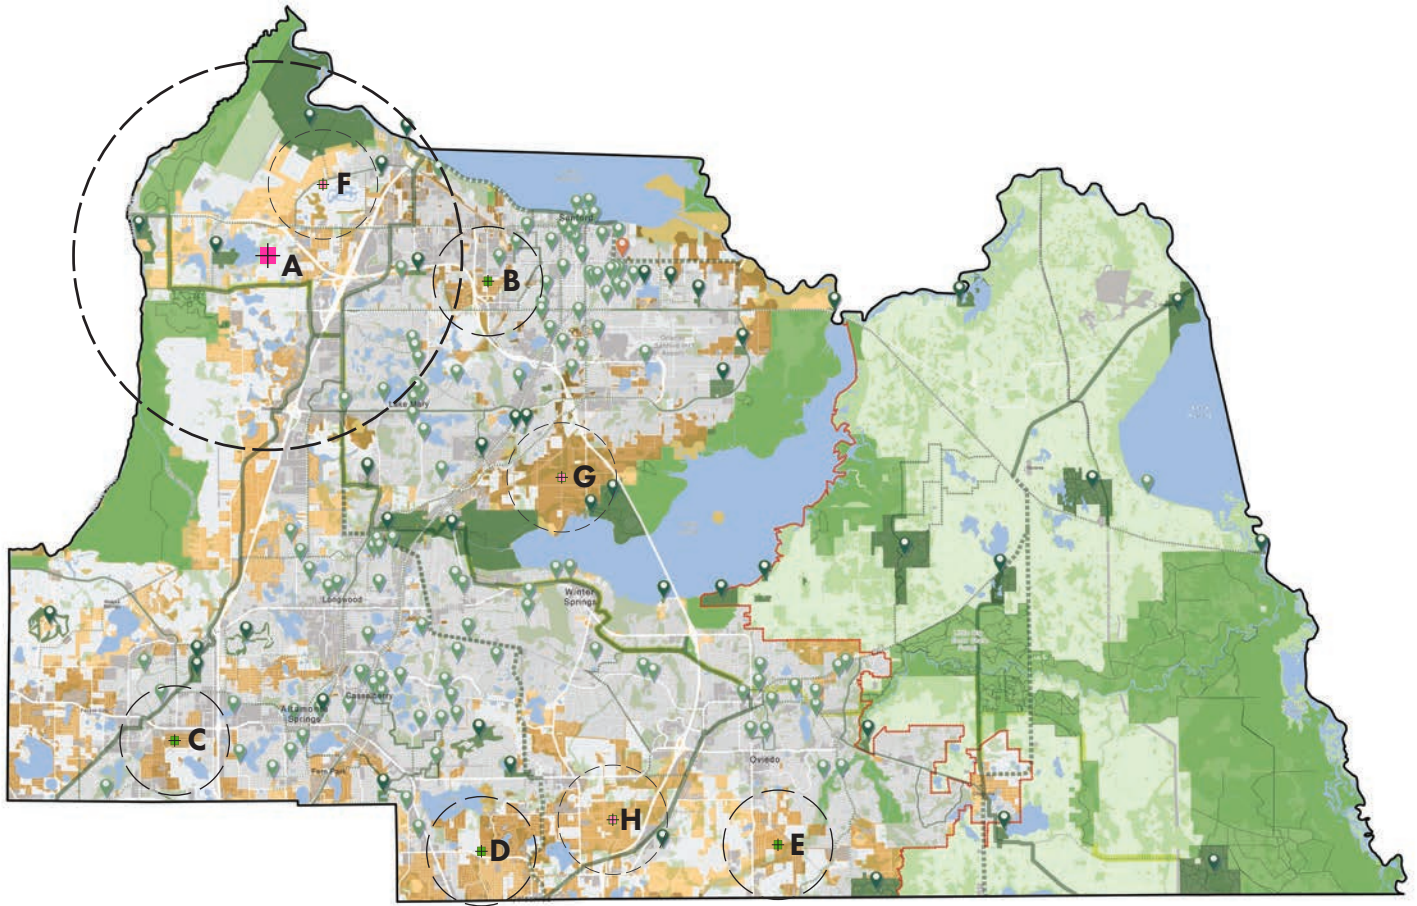 F
A
Sanford
B
Lake Mary
G
Longwood
Winter
Springs
Casselberry
Altamonte
Springs
C
Fern Park
Oviedo
H
D
E